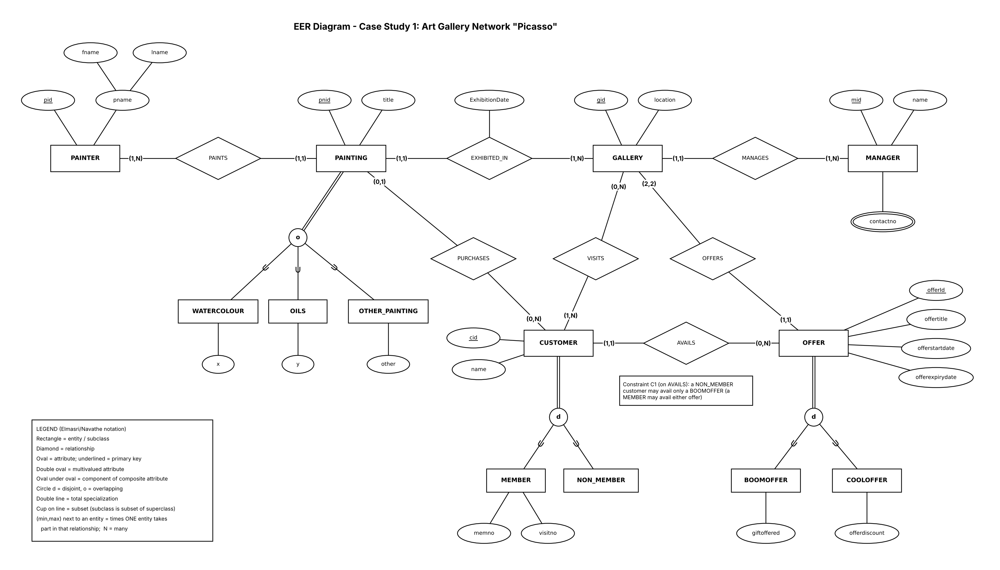 EER Diagram - Case Study 1: Art Gallery Network "Picasso"
fname
lname
pid
pname
pnid
title
ExhibitionDate
gid
location
mid
name
PAINTER
(1,N)
PAINTS
(1,1)
PAINTING
(1,1)
EXHIBITED_IN
(1,N)
GALLERY
(1,1)
MANAGES
(1,N)
MANAGER
(0,1)
(0,N)
(2,2)
contactno
o
PURCHASES
VISITS
OFFERS
U
U
U
offerId
WATERCOLOUR
OILS
OTHER_PAINTING
(0,N)
(1,N)
(1,1)
offertitle
cid
CUSTOMER
(1,1)
AVAILS
(0,N)
OFFER
offerstartdate
x
y
other
name
offerexpirydate
Constraint C1 (on AVAILS): a NON_MEMBER
customer may avail only a BOOMOFFER (a
MEMBER may avail either offer)
d
d
U
U
U
U
LEGEND (Elmasri/Navathe notation)
Rectangle = entity / subclass
Diamond = relationship
Oval = attribute; underlined = primary key
Double oval = multivalued attribute
Oval under oval = component of composite attribute
Circle d = disjoint, o = overlapping
Double line = total specialization
Cup on line = subset (subclass is subset of superclass)
(min,max) next to an entity = times ONE entity takes
part in that relationship; N = many
MEMBER
NON_MEMBER
BOOMOFFER
COOLOFFER
memno
visitno
giftoffered
offerdiscount